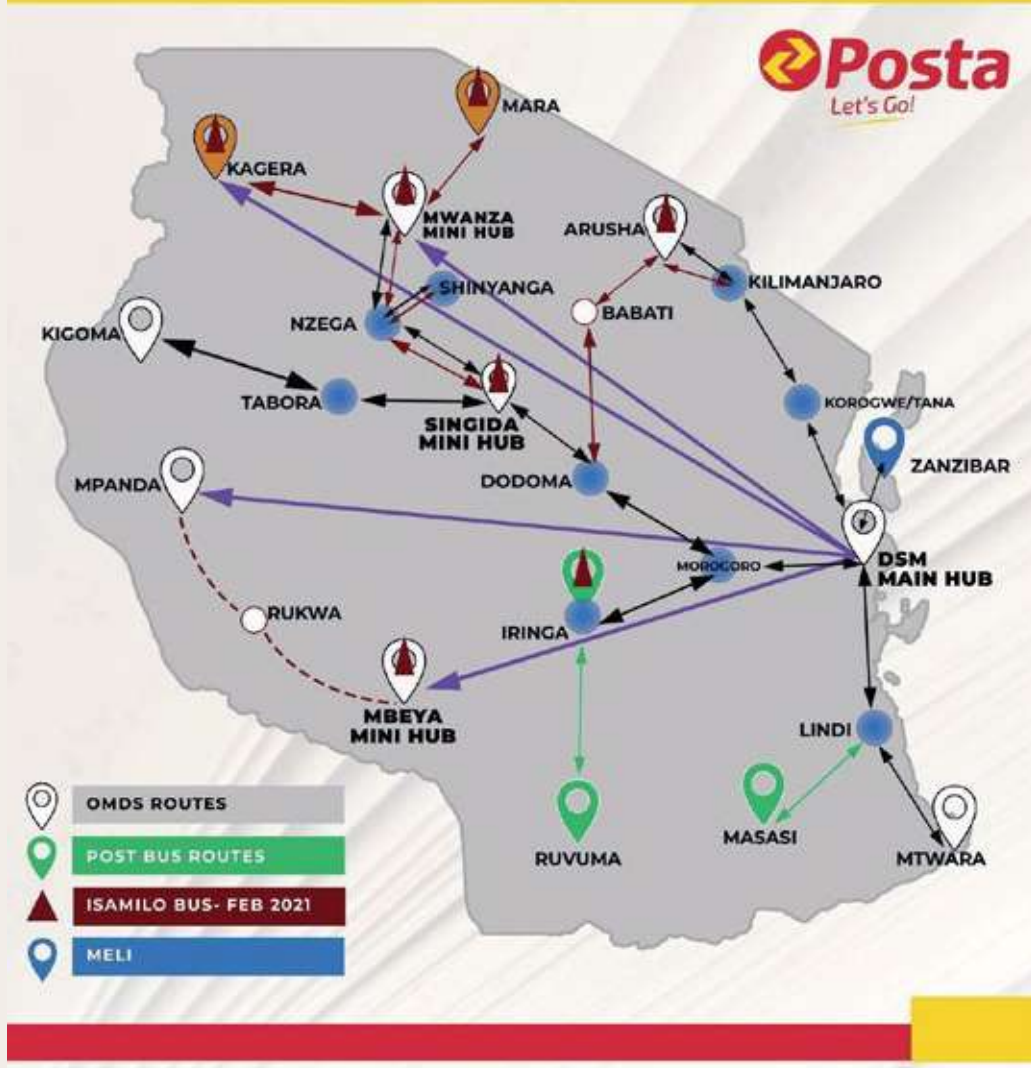 Posta
Let's Go!
MARA
KAGERA
MWANZA
MINI HUB
ARUSHA
SHINYANGA
KILIMANJARO
NZEGA
BABATI
KIGOMA
TABORA
SINGIDA
MINI HUB
KOROGWE/TANA
ZANZIBAR
DODOMA
MPANDA
MOROGORO
DSM
MAIN HUB
RUKWA
IRINGA
MBEYA
MINI HUB
LINDI
MASASI
RUVUMA
MTWARA
OMDS ROUTES
POST BUS ROUTES
ISAMILO BUS- FEB 2021
MELI